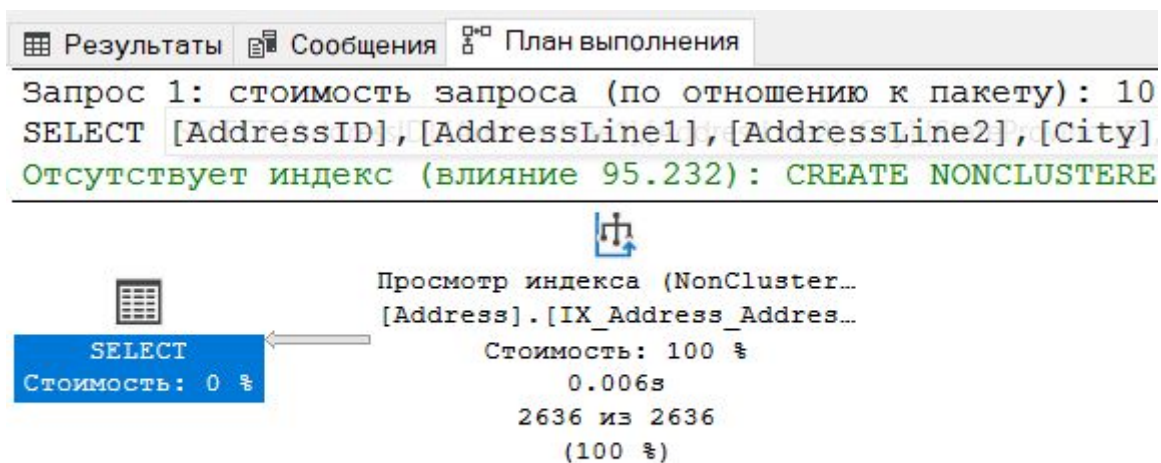 Результаты Сообщения План выполнения
Запрос 1: стоимость запроса (по отношению к пакету): 10
SELECT [AddressID],[AddressLine1],[AddressLine2],[City]
Отсутствует индекс (влияние 95.232): CREATE NONCLUSTERE
Просмотр индекса (NonCluster…
[Address].[IX_Address_Addres…
Стоимость: 100 %
0.006s
2636 из 2636
(100 %)
SELECT
Стоимость: 0 %